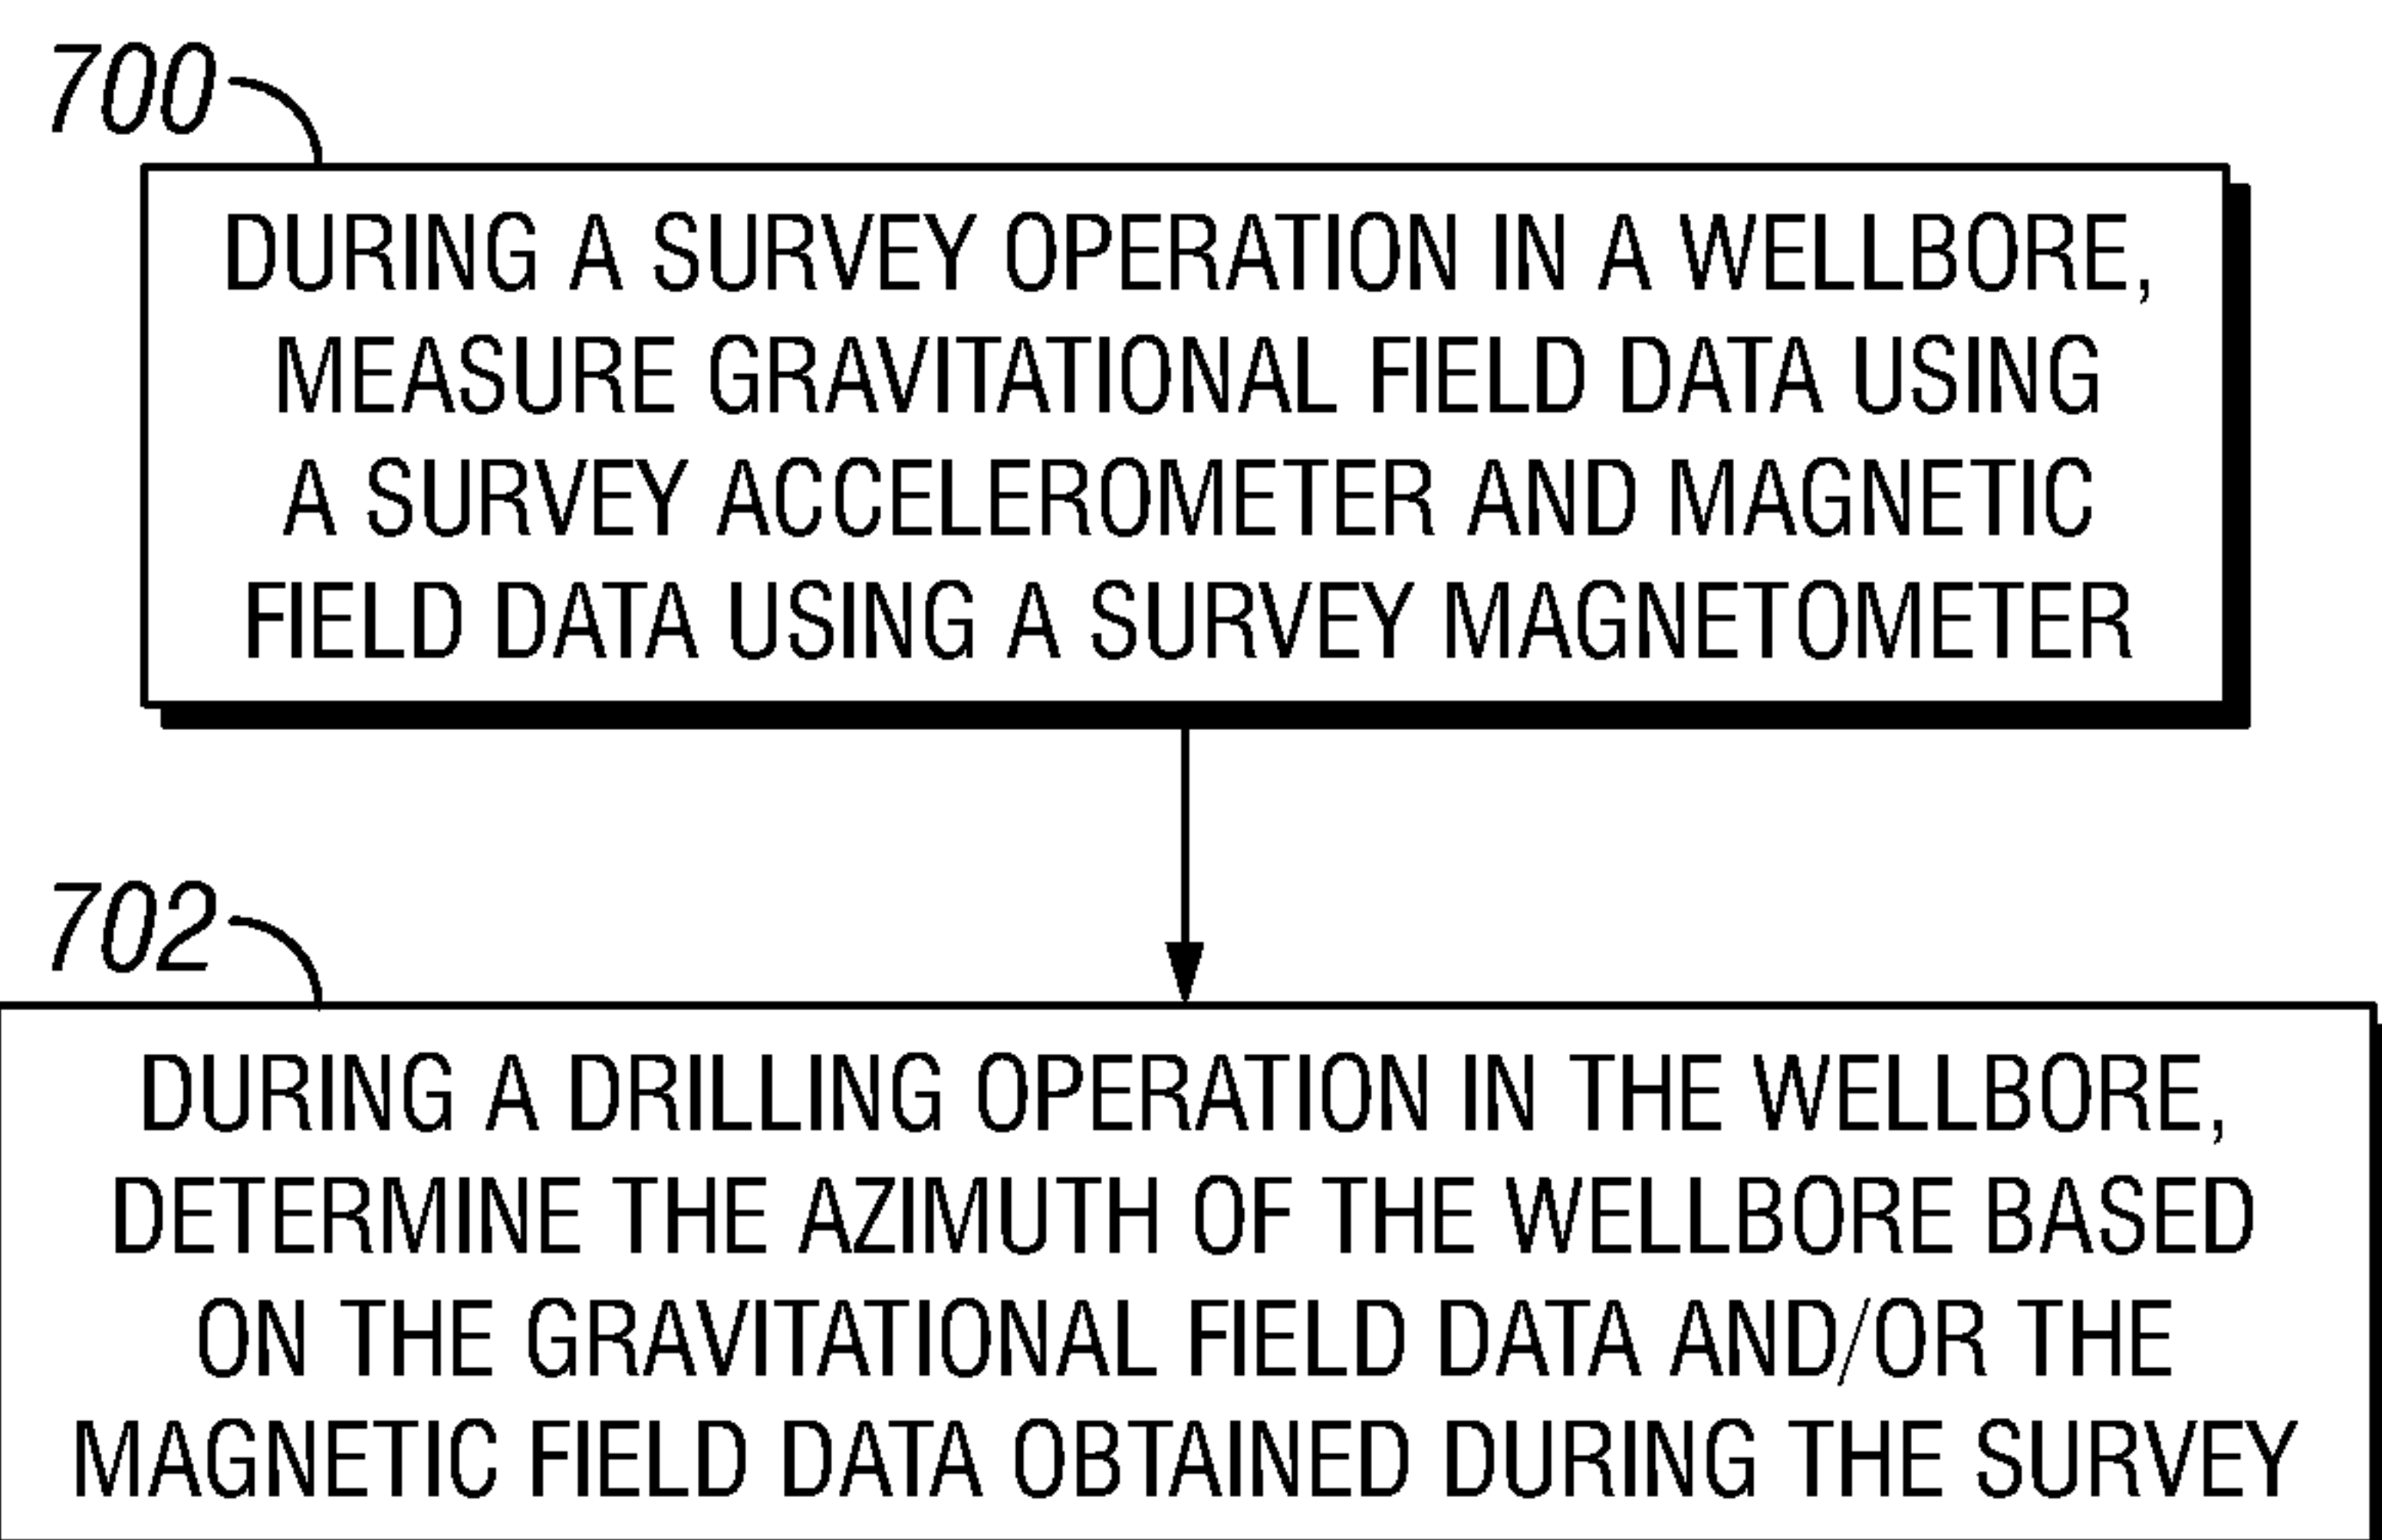 700
DURING A SURVEY OPERATION IN A WELLBORE,
MEASURE GRAVITATIONAL FIELD DATA USING
A SURVEY ACCELEROMETER AND MAGNETIC
FIELD DATA USING A SURVEY MAGNETOMETER
702
DURING A DRILLING OPERATION IN THE WELLBORE,
DETERMINE THE AZIMUTH OF THE WELLBORE BASED
ON THE GRAVITATIONAL FIELD DATA AND/OR THE
MAGNETIC FIELD DATA OBTAINED DURING THE SURVEY